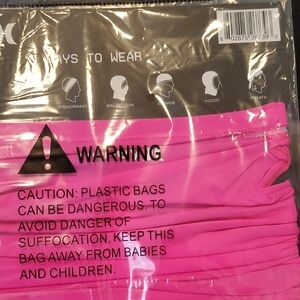 AYS TO WEAR
HEADBAND
BALACLAVA
HOOD
WARNING
CAUTION: PLASTIC BAGS
CAN BE DANGEROUS. TO
AVOID DANGER OF
SUFFOCATION, KEEP THIS
BAG AWAY FROM BABIES
AND CHILDREN.